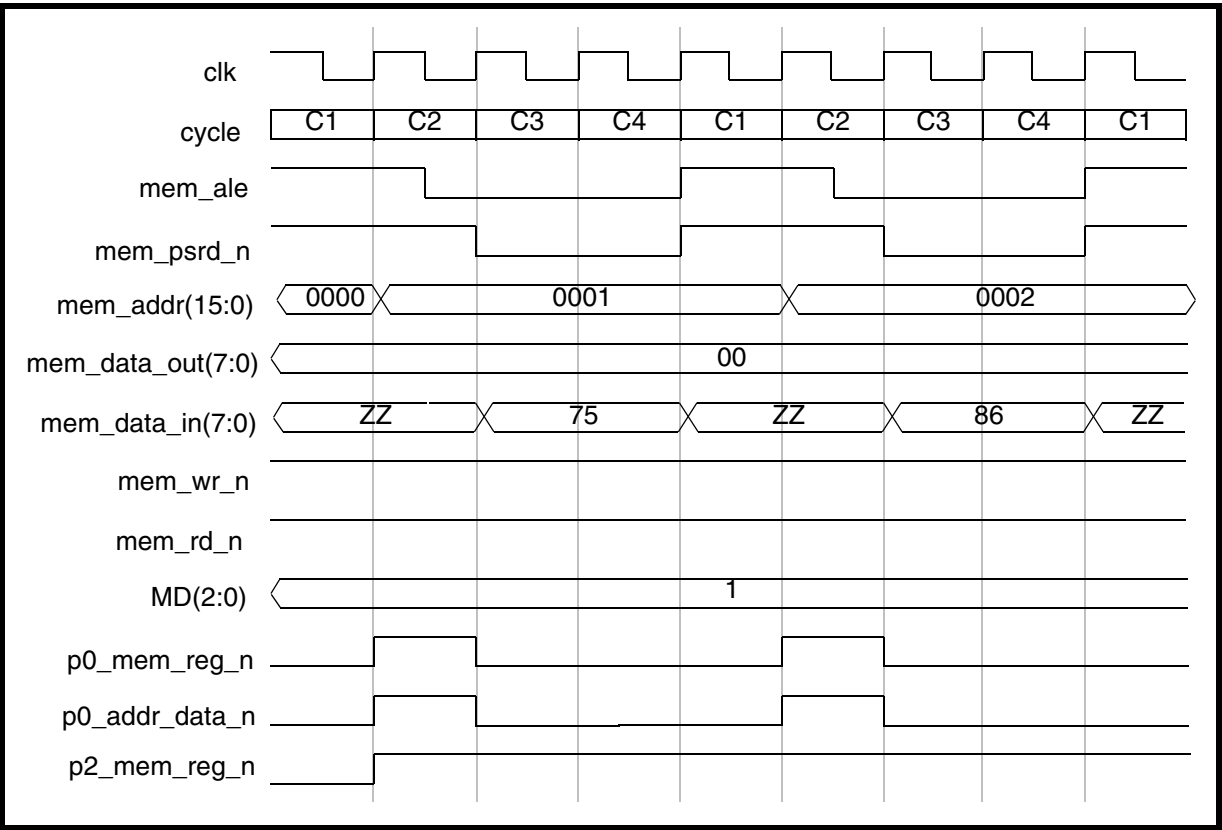 clk
cycle C1 C2 C3 C4 C1 C2 C3 C4 C1
mem_ale
mem_psrd_n
mem_addr(15:0) 0000 0001 0002
mem_data_out(7:0) 00
mem_data_in(7:0) ZZ 75 ZZ 86 ZZ
mem_wr_n
mem_rd_n
MD(2:0) 1
p0_mem_reg_n
p0_addr_data_n
p2_mem_reg_n